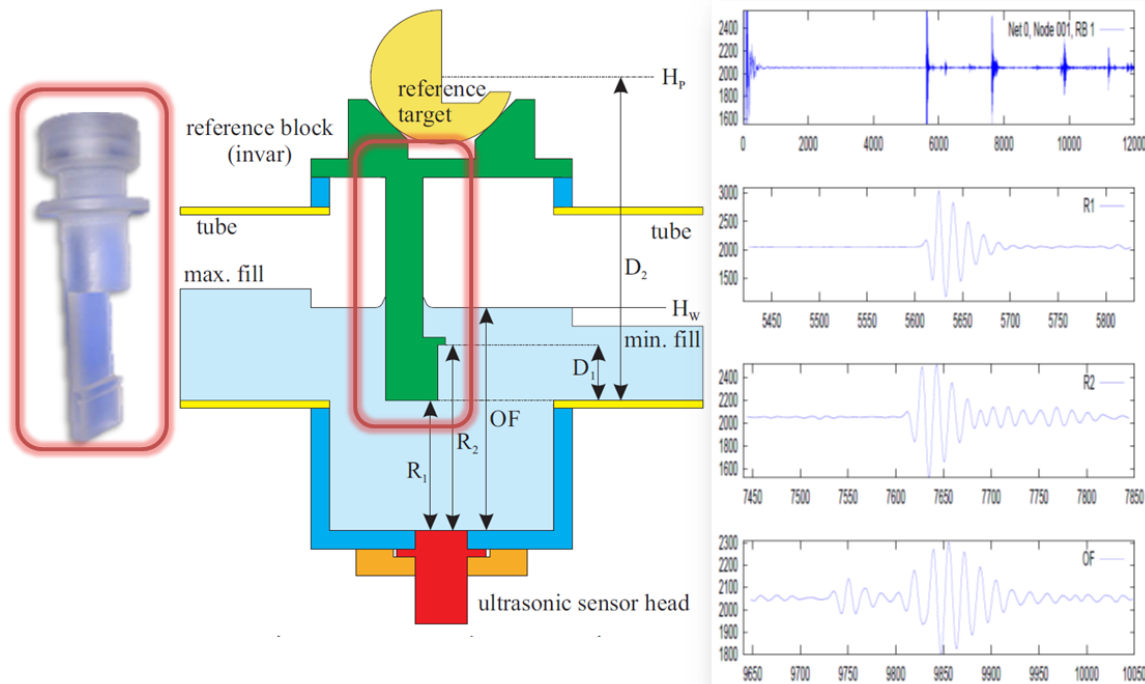 reference
target
H_P
reference block
(invar)
tube
tube
D_2
max. fill
H_W
min. fill
D_1
OF
R_2
R_1
ultrasonic sensor head
Net 0, Node 001, RB 1
2400
2200
2000
1800
1600
0 2000 4000 6000 8000 10000 12000
R1
3000
2500
2000
1500
5450 5500 5550 5600 5650 5700 5750 5800
R2
2400
2200
2000
1800
1600
7450 7500 7550 7600 7650 7700 7750 7800 7850
OF
2300
2200
2100
2000
1900
1800
9650 9700 9750 9800 9850 9900 9950 10000 10050